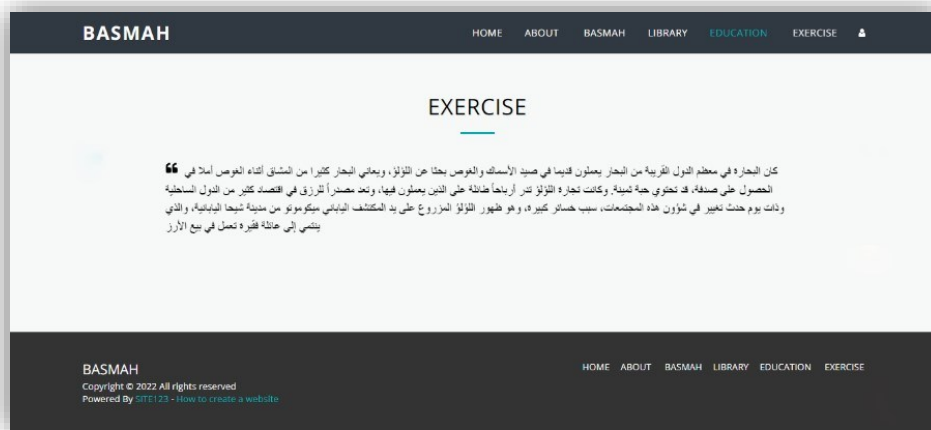 BASMAH
HOME ABOUT BASMAH LIBRARY EDUCATION EXERCISE
EXERCISE
كان البحاره في معظم الدول القريبة من البحار يعملون قديما في صيد الأسماك والغوص بحثا عن اللؤلؤ، ويعاني البحار كثيرا من المشاق أثناء الغوص أملا في
الحصول على صدفة، قد تحتوي حبة ثمينة. وكانت تجاره اللؤلؤ تدر أرباحاً طائلة على الذين يعملون فيها، وتعد مصدراً للرزق في اقتصاد كثير من الدول الساحلية
وذات يوم حدث تغيير في شؤون هذه المجتمعات، سبب خسائر كبيره، وهو ظهور اللؤلؤ المزروع على يد المكتشف الياباني ميكوموتو من مدينة شيحا اليابانية، والذي
ينتمي إلى عائلة فقيره تعمل في بيع الأرز
BASMAH
HOME ABOUT BASMAH LIBRARY EDUCATION EXERCISE
Copyright © 2022 All rights reserved
Powered By SITE123 - How to create a website